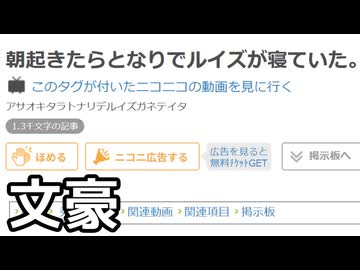 朝起きたらとなりでルイズが寝ていた。
このタグが付いたニコニコの動画を見に行く
アサオキタラトナリデルイズガネテイタ
1.3千文字の記事
ほめる
ニコニ広告する
広告を見ると
無料ﾁｹｯﾄGET
掲示板へ
関連動画
関連項目
掲示板
文豪